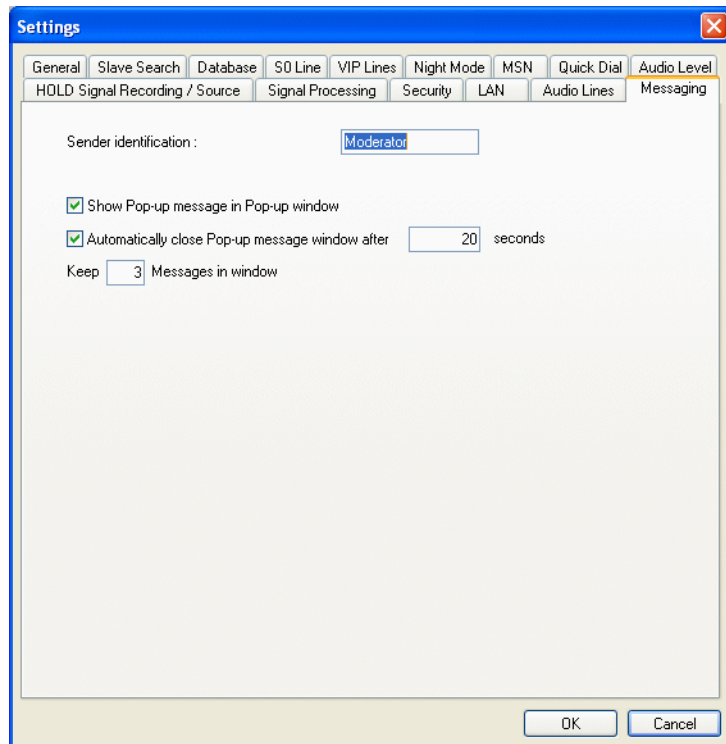 Settings
General Slave Search Database S0 Line VIP Lines Night Mode MSN Quick Dial Audio Level
HOLD Signal Recording / Source Signal Processing Security LAN Audio Lines Messaging
Sender identification : Moderator
Show Pop-up message in Pop-up window
Automatically close Pop-up message window after 20 seconds
Keep 3 Messages in window
OK Cancel